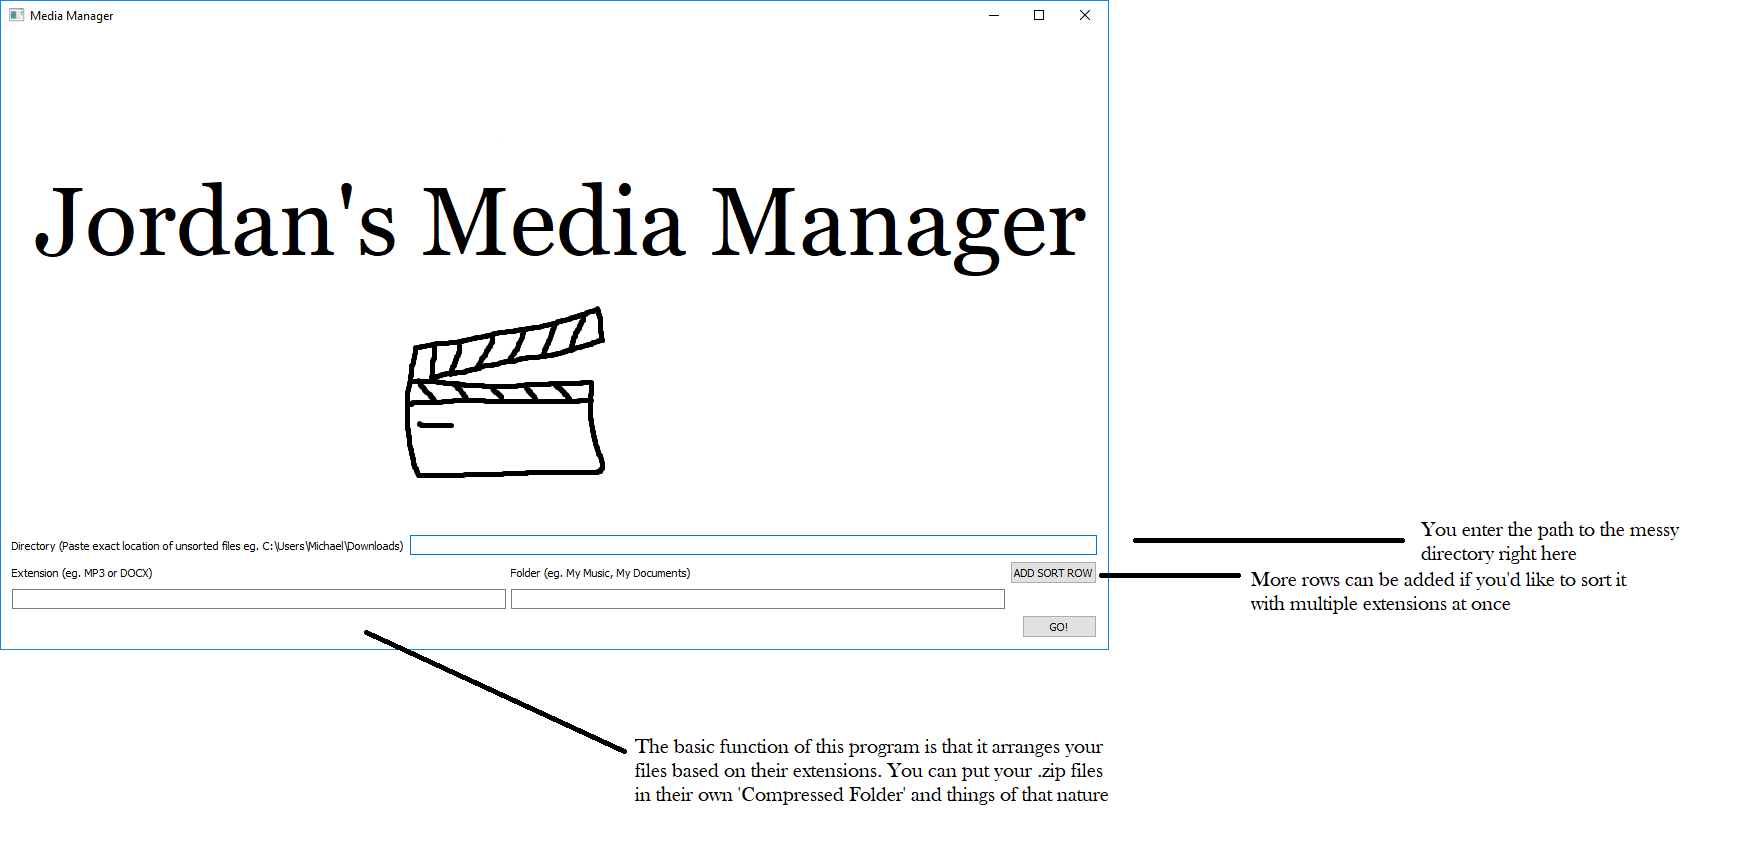 Media Manager
Jordan's Media Manager
Directory (Paste exact location of unsorted files eg. C:\Users\Michael\Downloads)
You enter the path to the messy
directory right here
Extension (eg. MP3 or DOCX)
Folder (eg. My Music, My Documents)
ADD SORT ROW
More rows can be added if you'd like to sort it
with multiple extensions at once
GO!
The basic function of this program is that it arranges your
files based on their extensions. You can put your .zip files
in their own 'Compressed Folder' and things of that nature